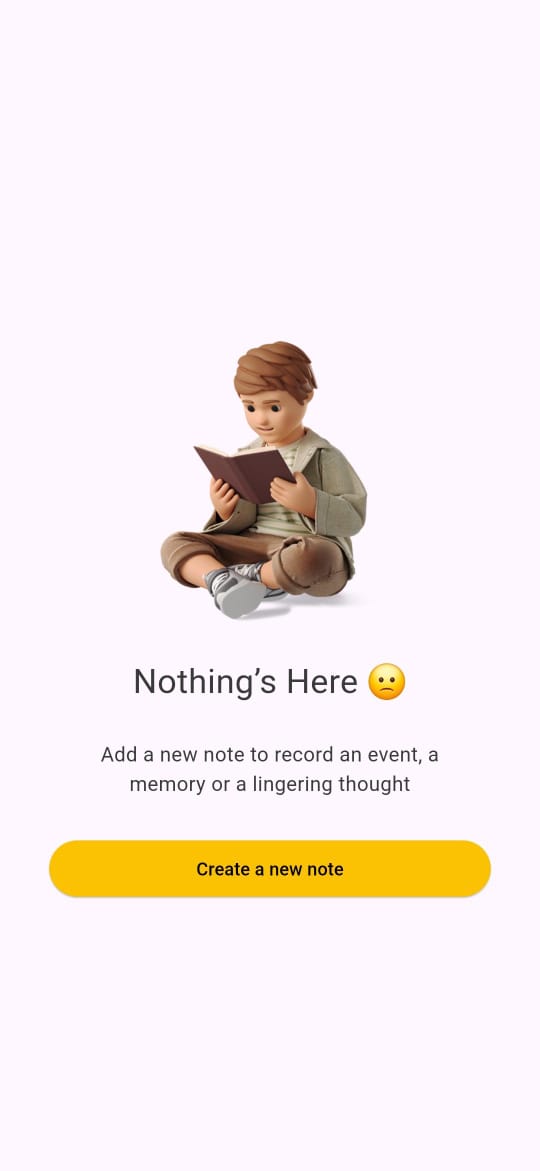 Nothing’s Here 😕
Add a new note to record an event, a
memory or a lingering thought
Create a new note